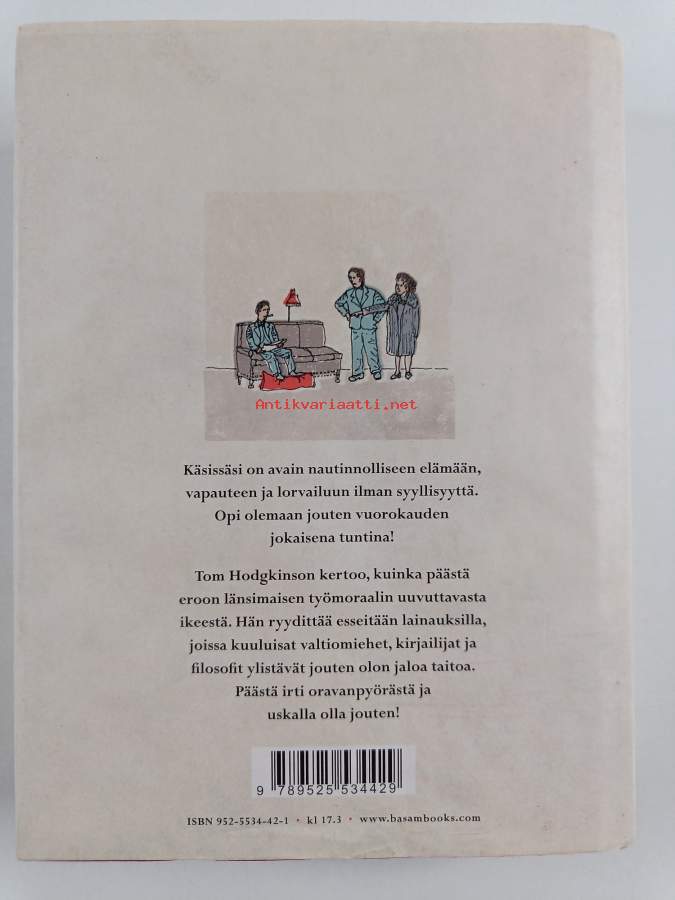 Antikvariaatti.net
Käsissäsi on avain nautinnolliseen elämään,
vapauteen ja lorvailuun ilman syyllisyyttä.
Opi olemaan jouten vuorokauden
jokaisena tuntina!
Tom Hodgkinson kertoo, kuinka päästä
eroon länsimaisen työmoraalin uuvuttavasta
ikeestä. Hän ryydittää esseitään lainauksilla,
joissa kuuluisat valtiomiehet, kirjailijat ja
filosofit ylistävät jouten olon jaloa taitoa.
Päästä irti oravanpyörästä ja
uskalla olla jouten!
9 789525 534429
ISBN 952-5534-42-1 • kl 17.3 • www.basambooks.com